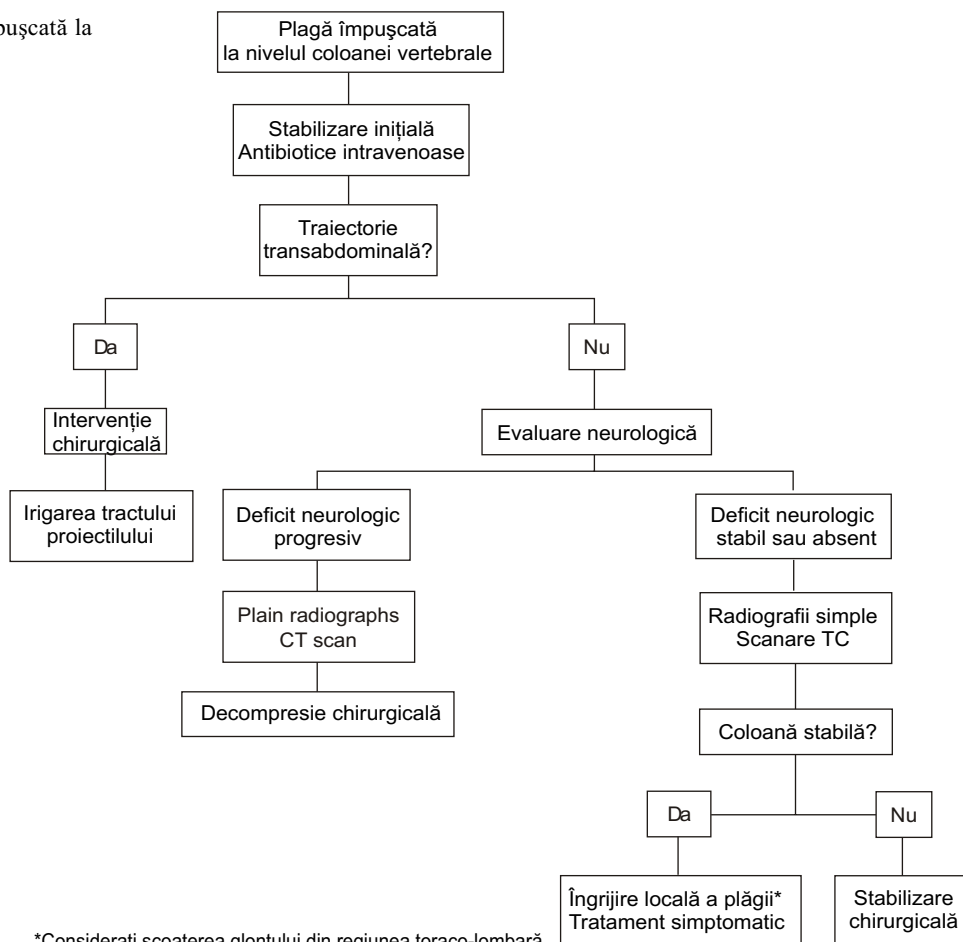 la
Plagă împuşcată
la nivelul coloanei vertebrale
Stabilizare inițială
Antibiotice intravenoase
Traiectorie
transabdominală?
Da
Nu
Intervenție
chirurgicală
Evaluare neurologică
Irigarea tractului
proiectilului
Deficit neurologic
progresiv
Deficit neurologic
stabil sau absent
Plain radiographs
CT scan
Radiografii simple
Scanare TC
Decompresie chirurgicală
Coloană stabilă?
Da
Nu
Îngrijire locală a plăgii*
Tratament simptomatic
Stabilizare
chirurgicală
*Considerați scoaterea glonțului din regiunea toraco-lombară